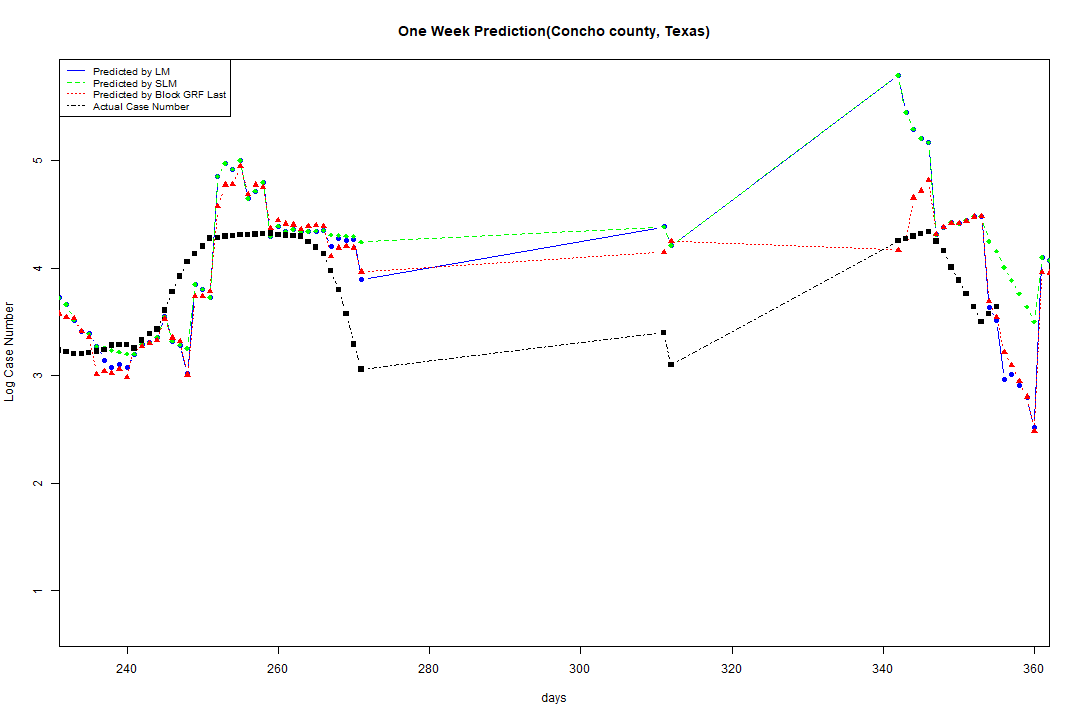 One Week Prediction(Concho county, Texas)
Predicted by LM
Predicted by SLM
Predicted by Block GRF Last
Actual Case Number
5
4
3
2
1
Log Case Number
240 260 280 300 320 340 360
days